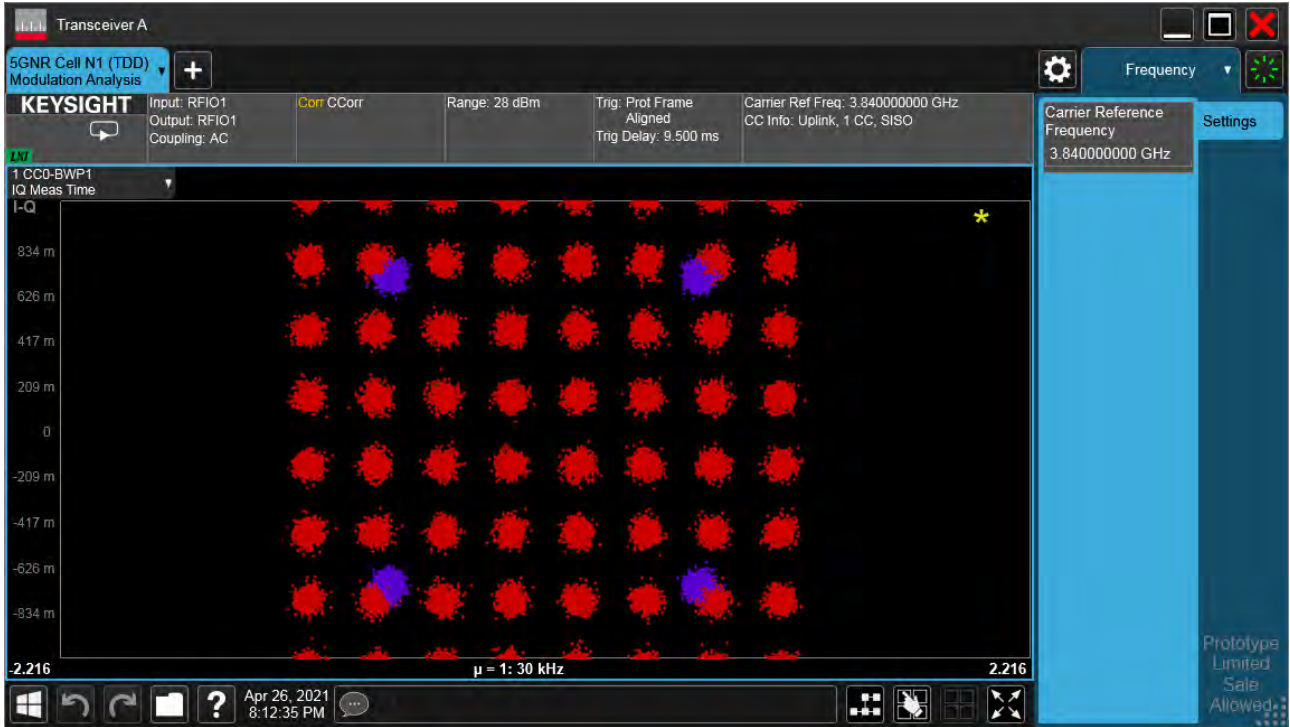 Transceiver A
5GNR Cell N1 (TDD)
Modulation Analysis
+
Frequency
KEYSIGHT
LXI
Input: RFIO1
Output: RFIO1
Coupling: AC
Corr CCorr
Range: 28 dBm
Trig: Prot Frame
Aligned
Trig Delay: 9.500 ms
Carrier Ref Freq: 3.840000000 GHz
CC Info: Uplink, 1 CC, SISO
Carrier Reference
Frequency
3.840000000 GHz
Settings
1 CC0-BWP1
IQ Meas Time
I-Q
*
834 m
626 m
417 m
209 m
0
-209 m
-417 m
-626 m
-834 m
-2.216
µ = 1: 30 kHz
2.216
Prototype
Limited
Sale
Allowed
?
Apr 26, 2021
8:12:35 PM